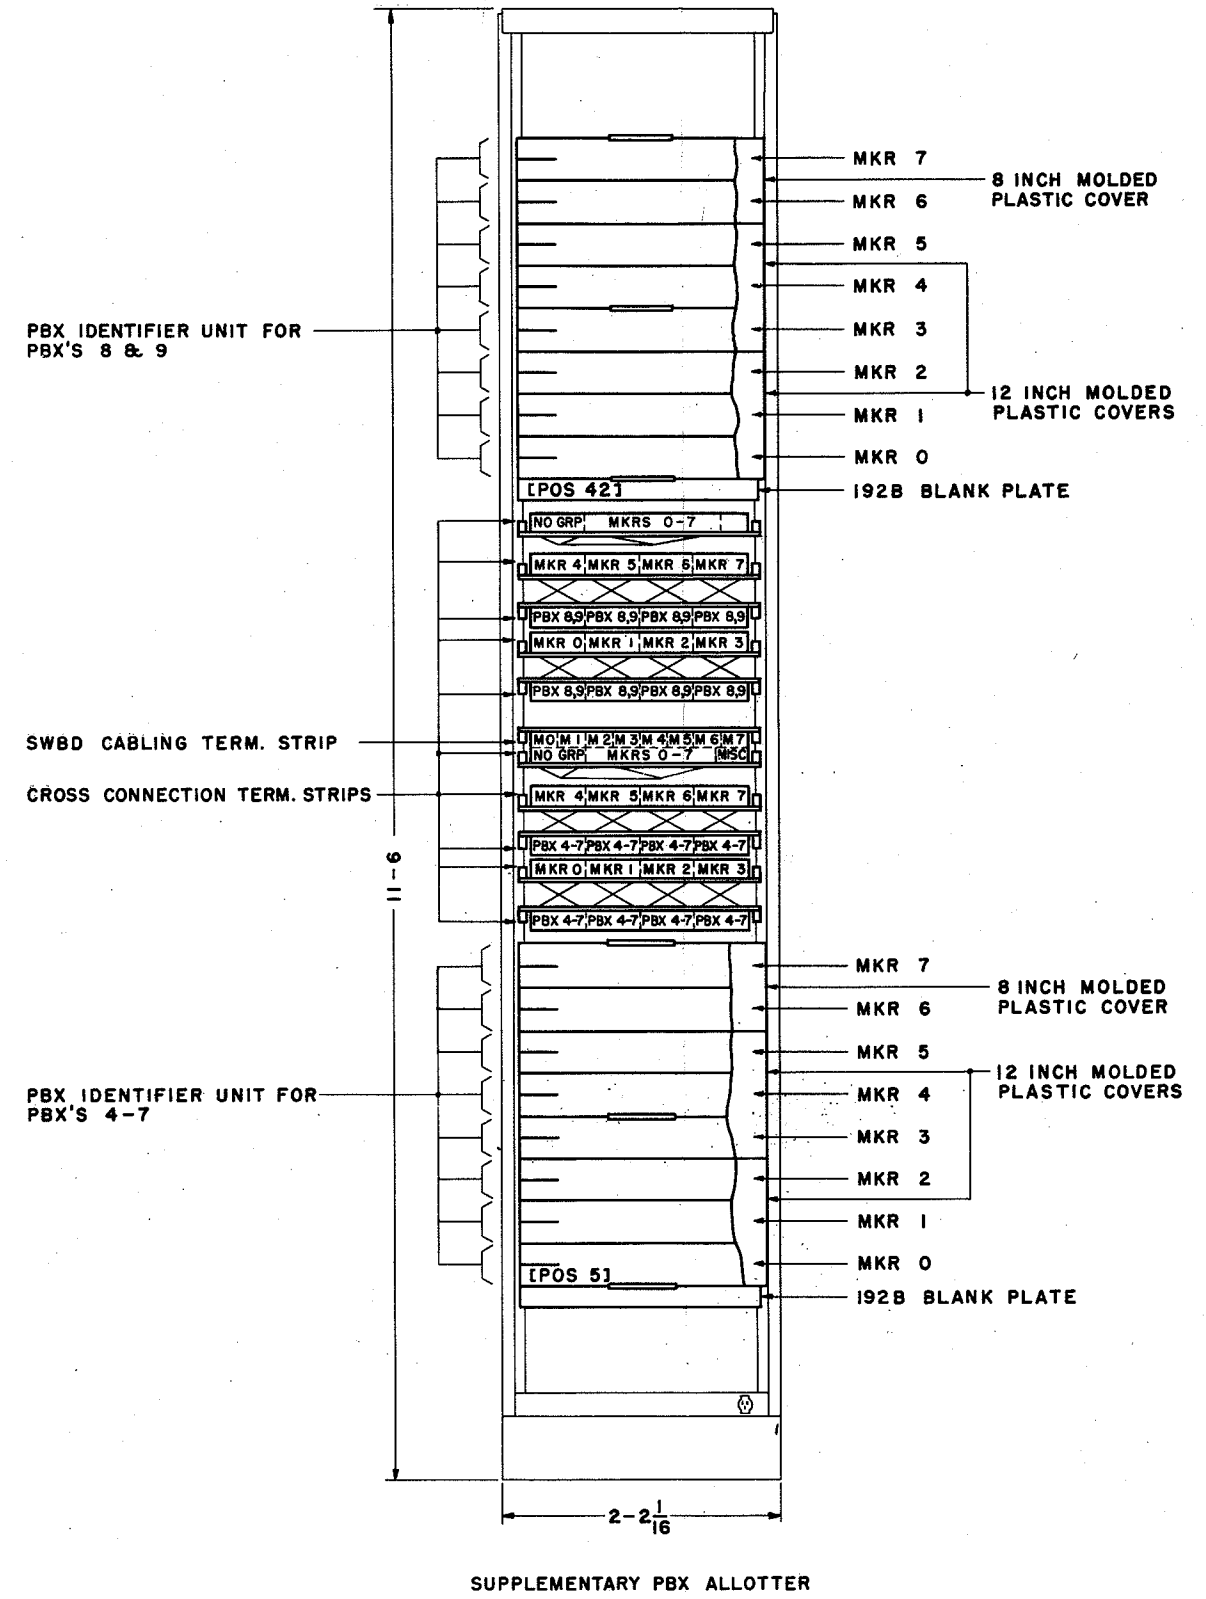 MKR 7
8 INCH MOLDED
PLASTIC COVER
MKR 6
MKR 5
MKR 4
PBX IDENTIFIER UNIT FOR
PBX'S 8 & 9
MKR 3
MKR 2
12 INCH MOLDED
PLASTIC COVERS
MKR 1
MKR 0
[POS 42]
192B BLANK PLATE
NO GRP MKRS 0-7
MKR 4 MKR 5 MKR 6 MKR 7
PBX 8,9 PBX 8,9 PBX 8,9 PBX 8,9
MKR 0 MKR 1 MKR 2 MKR 3
PBX 8,9 PBX 8,9 PBX 8,9 PBX 8,9
SWBD CABLING TERM. STRIP
M0 M1 M2 M3 M4 M5 M6 M7
NO GRP MKRS 0-7 MISC
CROSS CONNECTION TERM. STRIPS
MKR 4 MKR 5 MKR 6 MKR 7
PBX 4-7 PBX 4-7 PBX 4-7 PBX 4-7
MKR 0 MKR 1 MKR 2 MKR 3
11-6
PBX 4-7 PBX 4-7 PBX 4-7 PBX 4-7
MKR 7
8 INCH MOLDED
PLASTIC COVER
MKR 6
MKR 5
12 INCH MOLDED
PLASTIC COVERS
PBX IDENTIFIER UNIT FOR
PBX'S 4-7
MKR 4
MKR 3
MKR 2
MKR 1
MKR 0
[POS 5]
192B BLANK PLATE
2-2 1/16
SUPPLEMENTARY PBX ALLOTTER